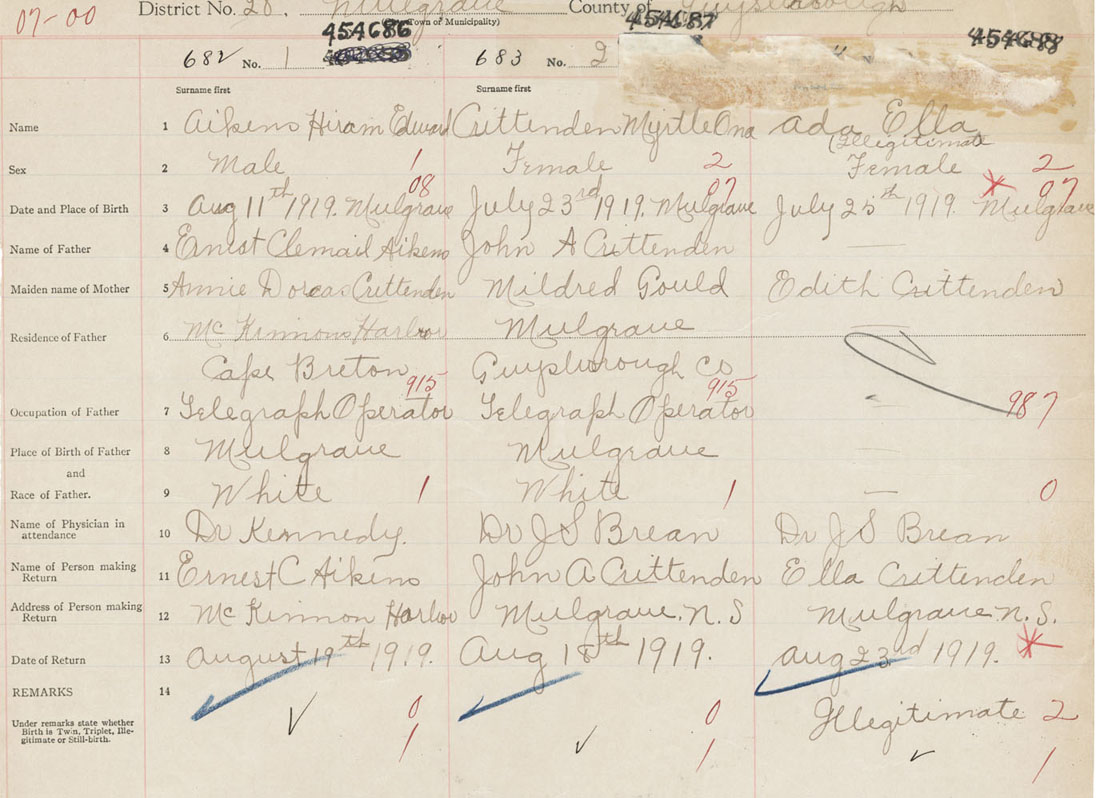 07-00 District No. 20, Mulgrave County of Guysborough
(Town or Municipality)
454686 454687 454688
682 No. 1 683 No. 2
Surname first Surname first
Name 1 Aikens Hiram Edward Crittenden Myrtle Ona Ada Ella
(Illegitimate
Sex 2 Male 1 Female 2 Female 2
08 07 07
Date and Place of Birth 3 Aug 11th 1919. Mulgrave July 23rd 1919. Mulgrave July 25th 1919. Mulgrave
Name of Father 4 Ernest Clemail Aikens John A Crittenden —
Maiden name of Mother 5 Annie Dorcas Crittenden Mildred Gould Edith Crittenden
Residence of Father 6 McKinnons Harbor Mulgrave —
Cape Breton Guysborough Co
915 915
Occupation of Father 7 Telegraph Operator Telegraph Operator — 987
Place of Birth of Father 8 Mulgrave Mulgrave —
and
Race of Father. 9 White 1 White 1 — 0
Name of Physician in
attendance 10 Dr Kennedy. Dr J S Brean Dr J S Brean
Name of Person making
Return 11 Ernest C Aikens John A Crittenden Ella Crittenden
Address of Person making
Return 12 McKinnon Harbor Mulgrave. N. S Mulgrave N. S.
Date of Return 13 August 19th 1919. Aug 18th 1919. Aug 23rd 1919.
REMARKS 14
Under remarks state whether
Birth is Twin, Triplet, Ille-
gitimate or Still-birth.
0 0 Illegitimate 2
1 1 1